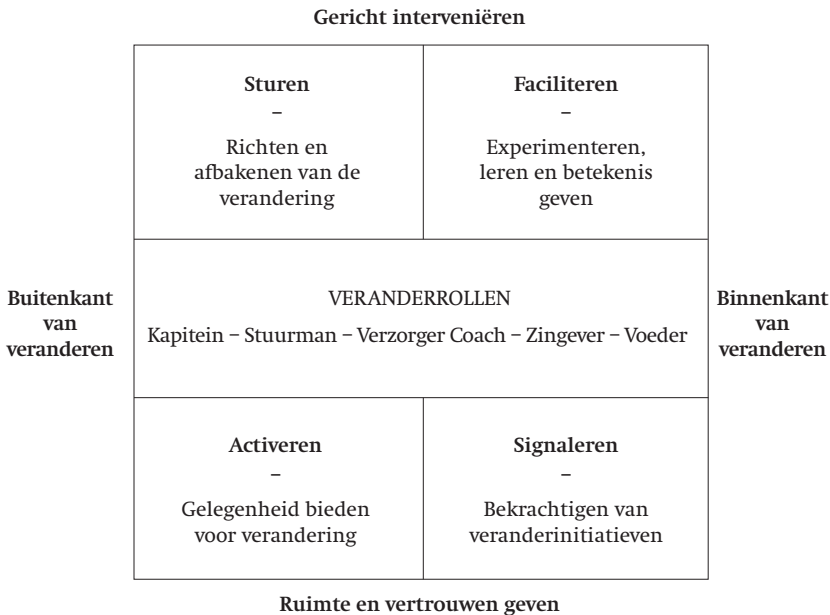 Gericht interveniëren
Sturen
–
Richten en
afbakenen van de
verandering
Faciliteren
–
Experimenteren,
leren en betekenis
geven
Buitenkant
van
veranderen
VERANDERROLLEN
Kapitein – Stuurman – Verzorger Coach – Zingever – Voeder
Binnenkant
van
veranderen
Activeren
–
Gelegenheid bieden
voor verandering
Signaleren
–
Bekrachtigen van
veranderinitiatieven
Ruimte en vertrouwen geven